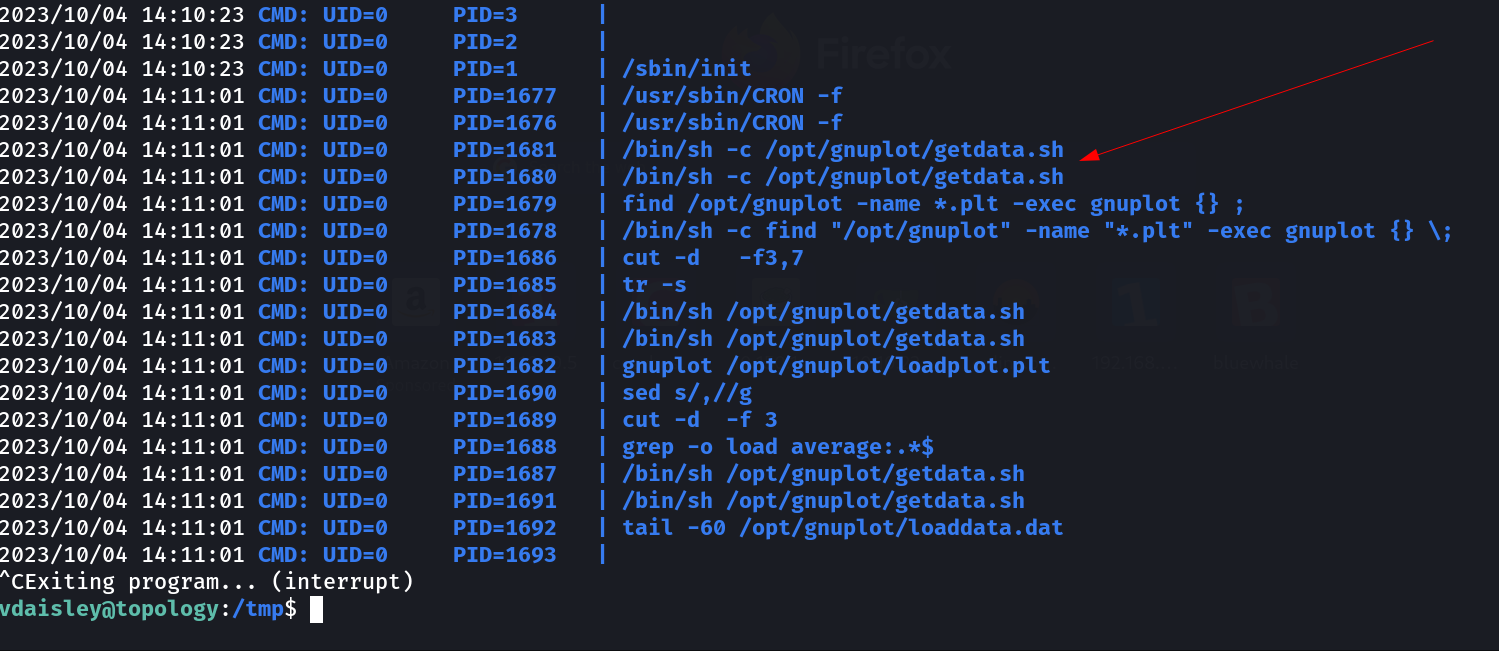 2023/10/04 14:10:23 CMD: UID=0 PID=3 |
2023/10/04 14:10:23 CMD: UID=0 PID=2 |
2023/10/04 14:10:23 CMD: UID=0 PID=1 | /sbin/init
2023/10/04 14:11:01 CMD: UID=0 PID=1677 | /usr/sbin/CRON -f
2023/10/04 14:11:01 CMD: UID=0 PID=1676 | /usr/sbin/CRON -f
2023/10/04 14:11:01 CMD: UID=0 PID=1681 | /bin/sh -c /opt/gnuplot/getdata.sh
2023/10/04 14:11:01 CMD: UID=0 PID=1680 | /bin/sh -c /opt/gnuplot/getdata.sh
2023/10/04 14:11:01 CMD: UID=0 PID=1679 | find /opt/gnuplot -name *.plt -exec gnuplot {} ;
2023/10/04 14:11:01 CMD: UID=0 PID=1678 | /bin/sh -c find "/opt/gnuplot" -name "*.plt" -exec gnuplot {} \;
2023/10/04 14:11:01 CMD: UID=0 PID=1686 | cut -d   -f3,7
2023/10/04 14:11:01 CMD: UID=0 PID=1685 | tr -s
2023/10/04 14:11:01 CMD: UID=0 PID=1684 | /bin/sh /opt/gnuplot/getdata.sh
2023/10/04 14:11:01 CMD: UID=0 PID=1683 | /bin/sh /opt/gnuplot/getdata.sh
2023/10/04 14:11:01 CMD: UID=0 PID=1682 | gnuplot /opt/gnuplot/loadplot.plt
2023/10/04 14:11:01 CMD: UID=0 PID=1690 | sed s/,//g
2023/10/04 14:11:01 CMD: UID=0 PID=1689 | cut -d  -f 3
2023/10/04 14:11:01 CMD: UID=0 PID=1688 | grep -o load average:.*$
2023/10/04 14:11:01 CMD: UID=0 PID=1687 | /bin/sh /opt/gnuplot/getdata.sh
2023/10/04 14:11:01 CMD: UID=0 PID=1691 | /bin/sh /opt/gnuplot/getdata.sh
2023/10/04 14:11:01 CMD: UID=0 PID=1692 | tail -60 /opt/gnuplot/loaddata.dat
2023/10/04 14:11:01 CMD: UID=0 PID=1693 |
^CExiting program... (interrupt)
vdaisley@topology:/tmp$
Firefox